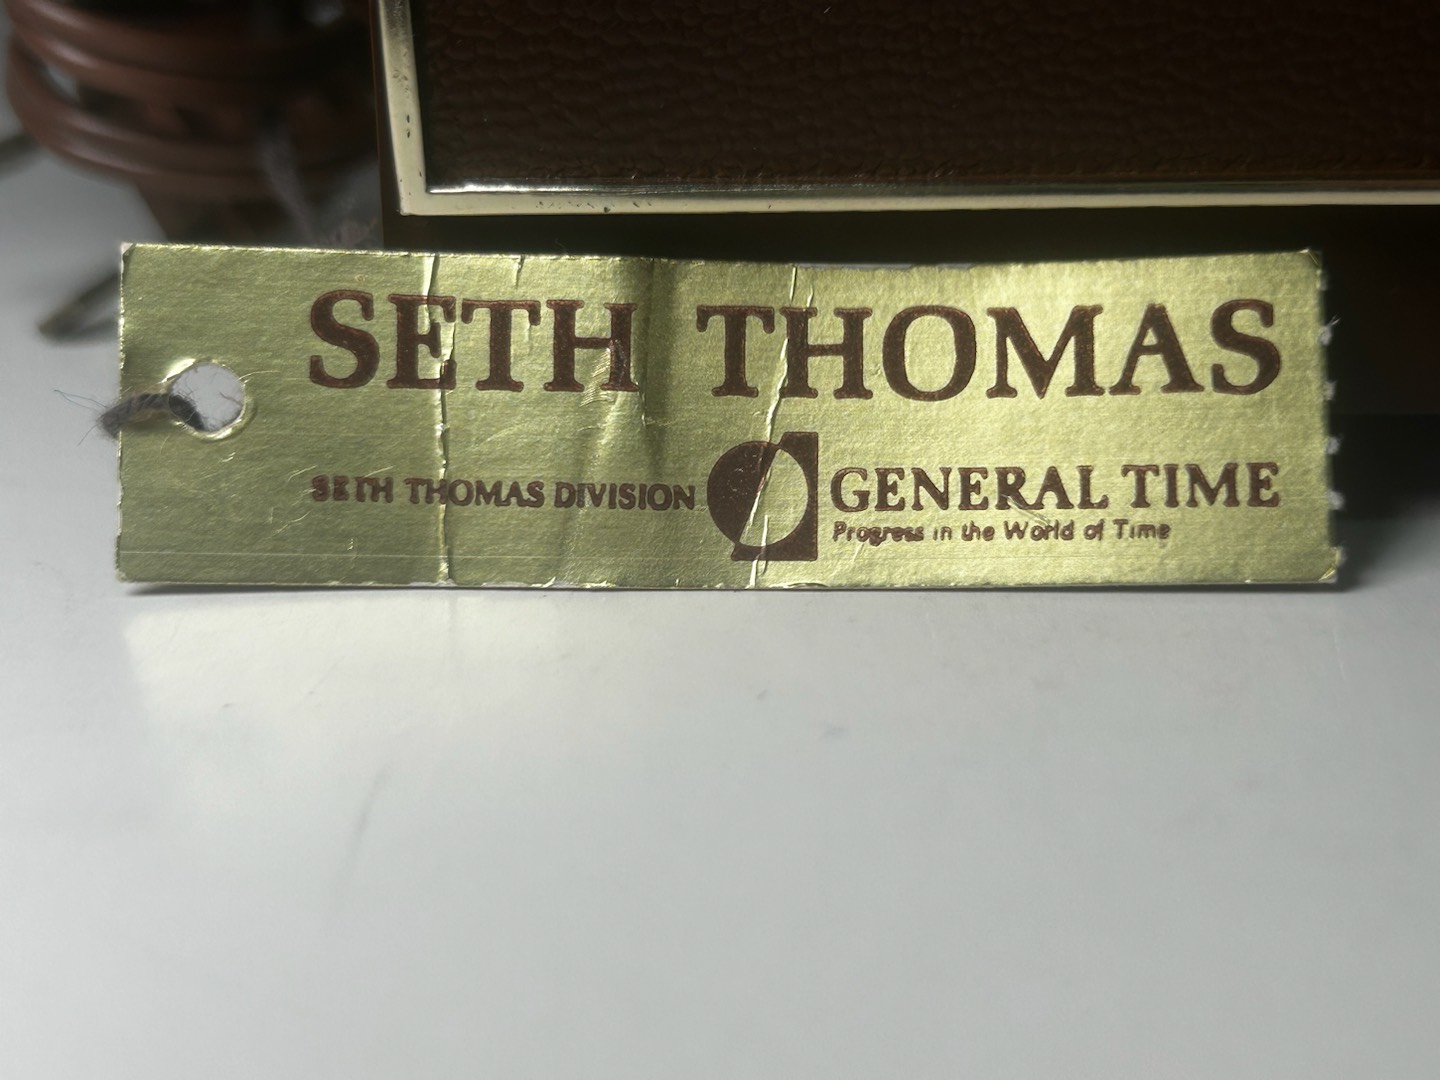 SETH THOMAS
SETH THOMAS DIVISION GENERAL TIME
Progress in the World of Time